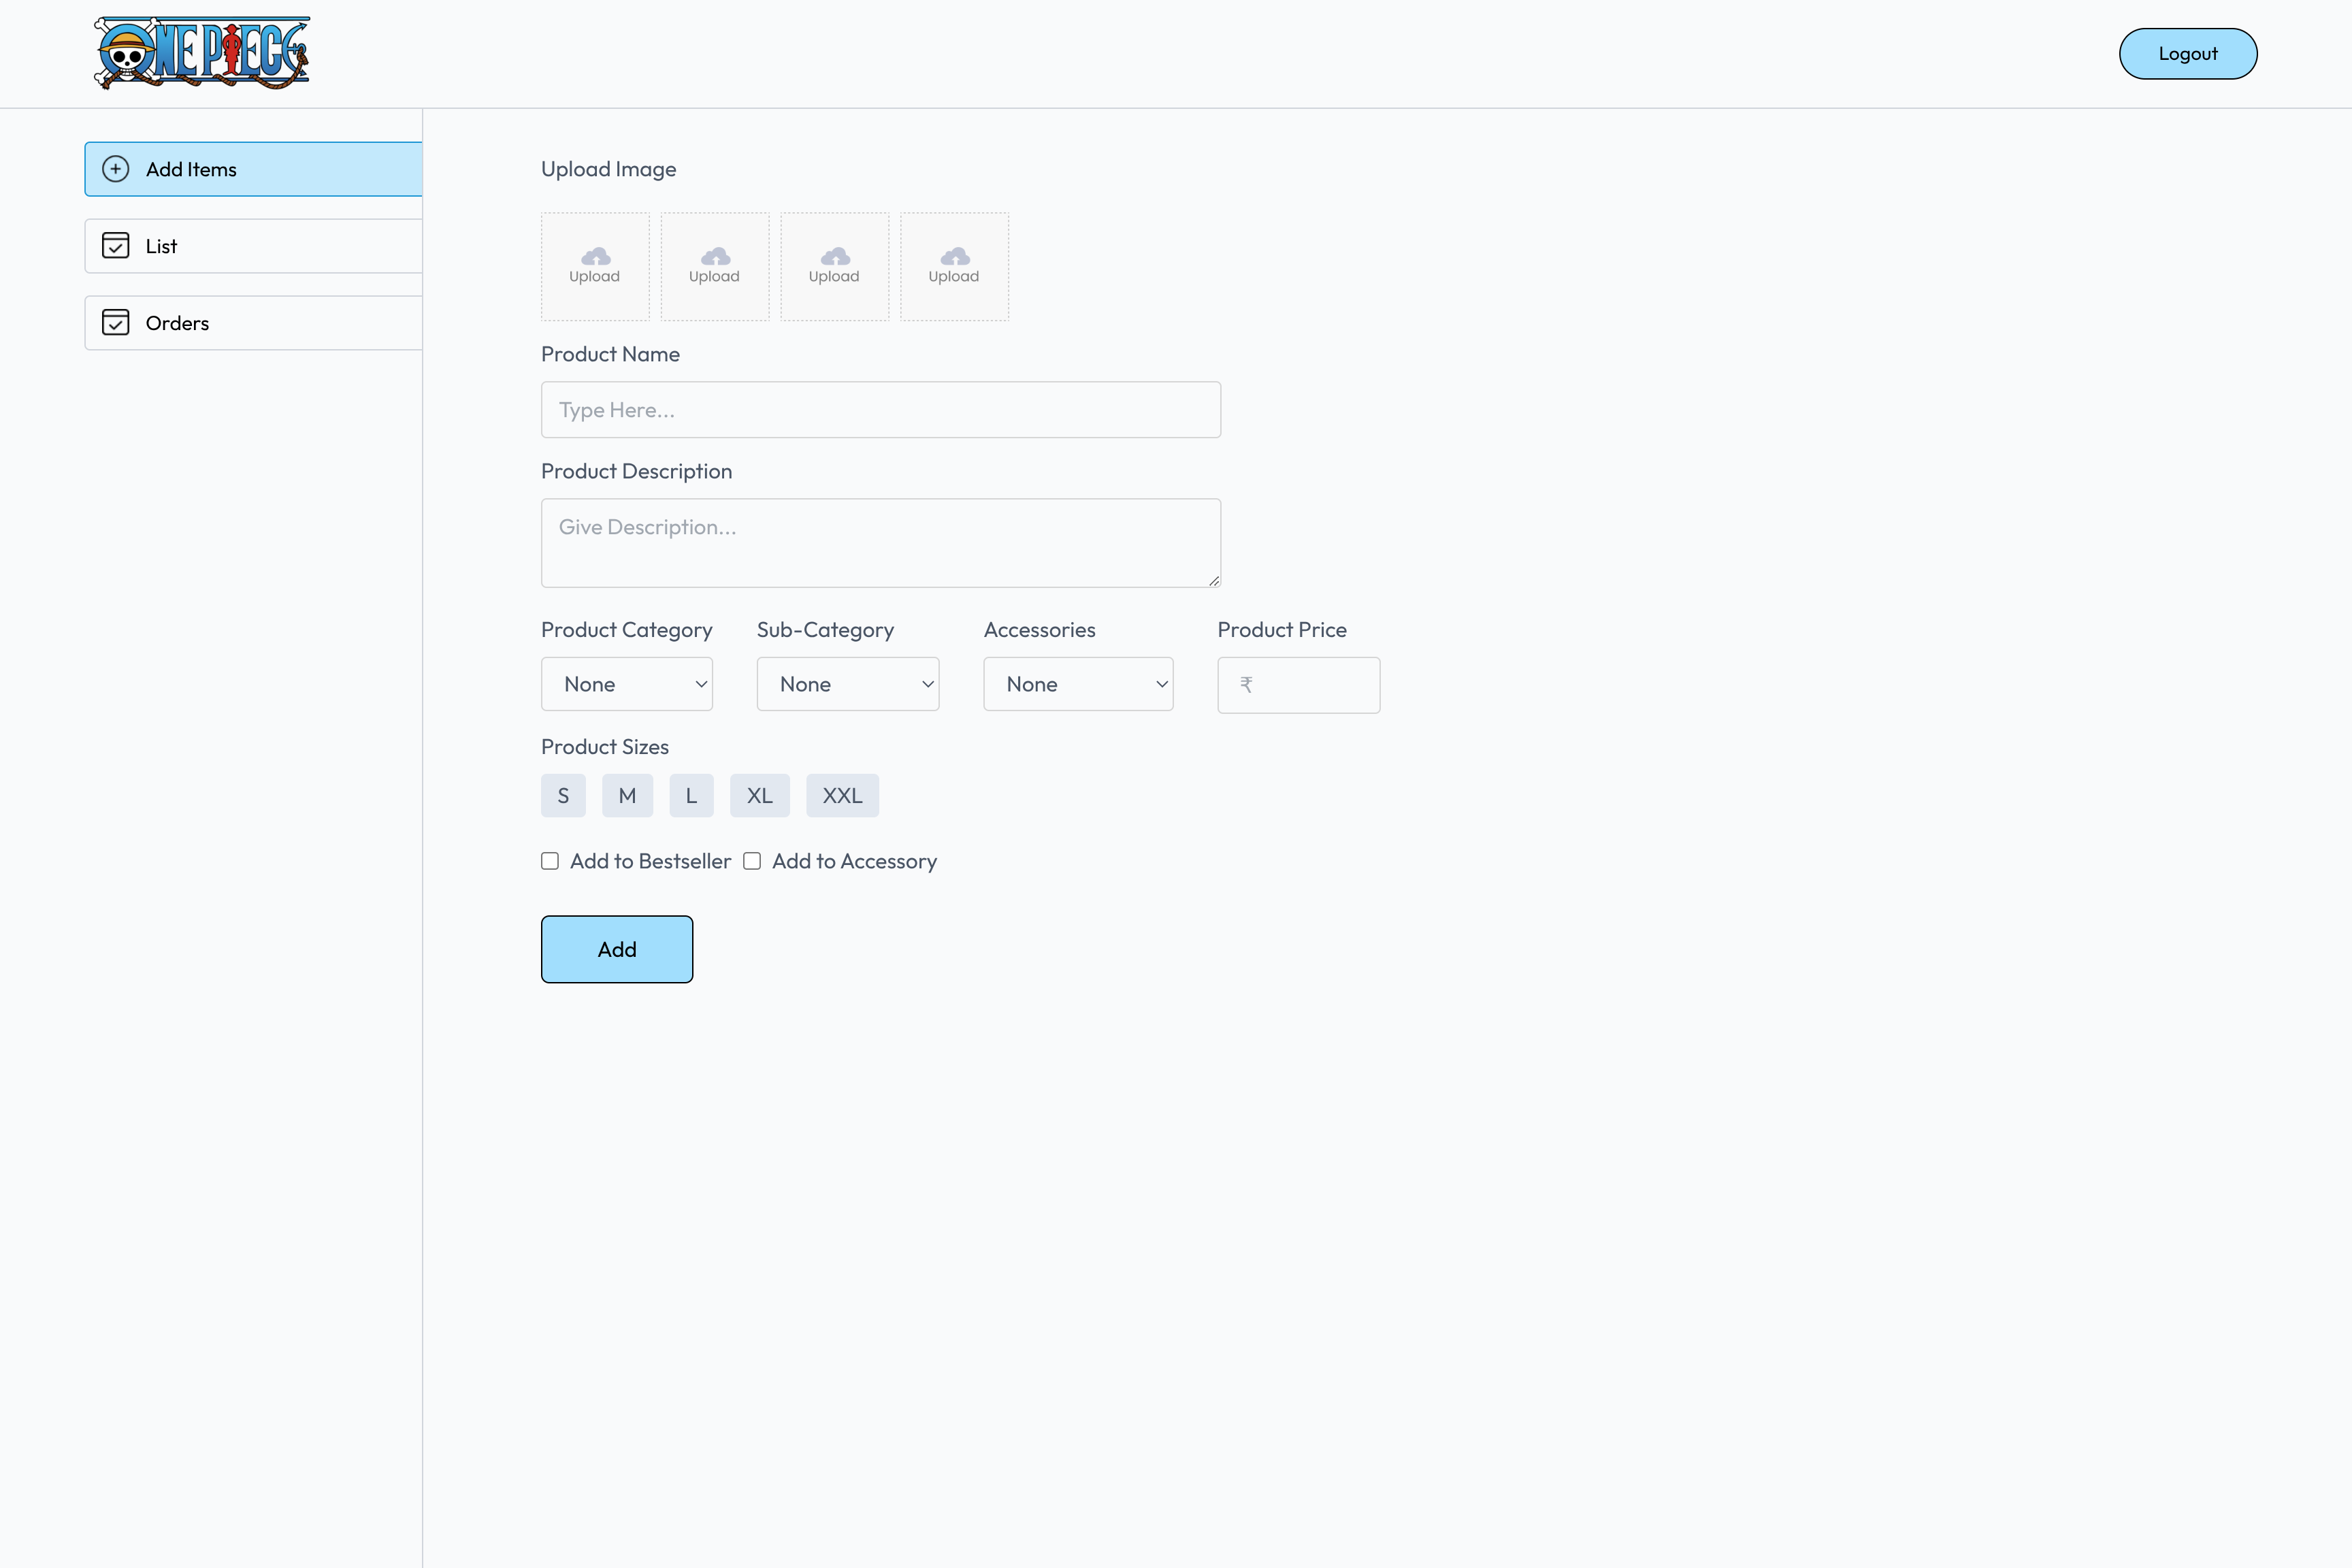 ONE PIECE
Logout
Add Items
List
Orders
Upload Image
Upload Upload Upload Upload
Product Name
Type Here...
Product Description
Give Description...
Product Category Sub-Category Accessories Product Price
None None None ₹
Product Sizes
S M L XL XXL
Add to Bestseller Add to Accessory
Add